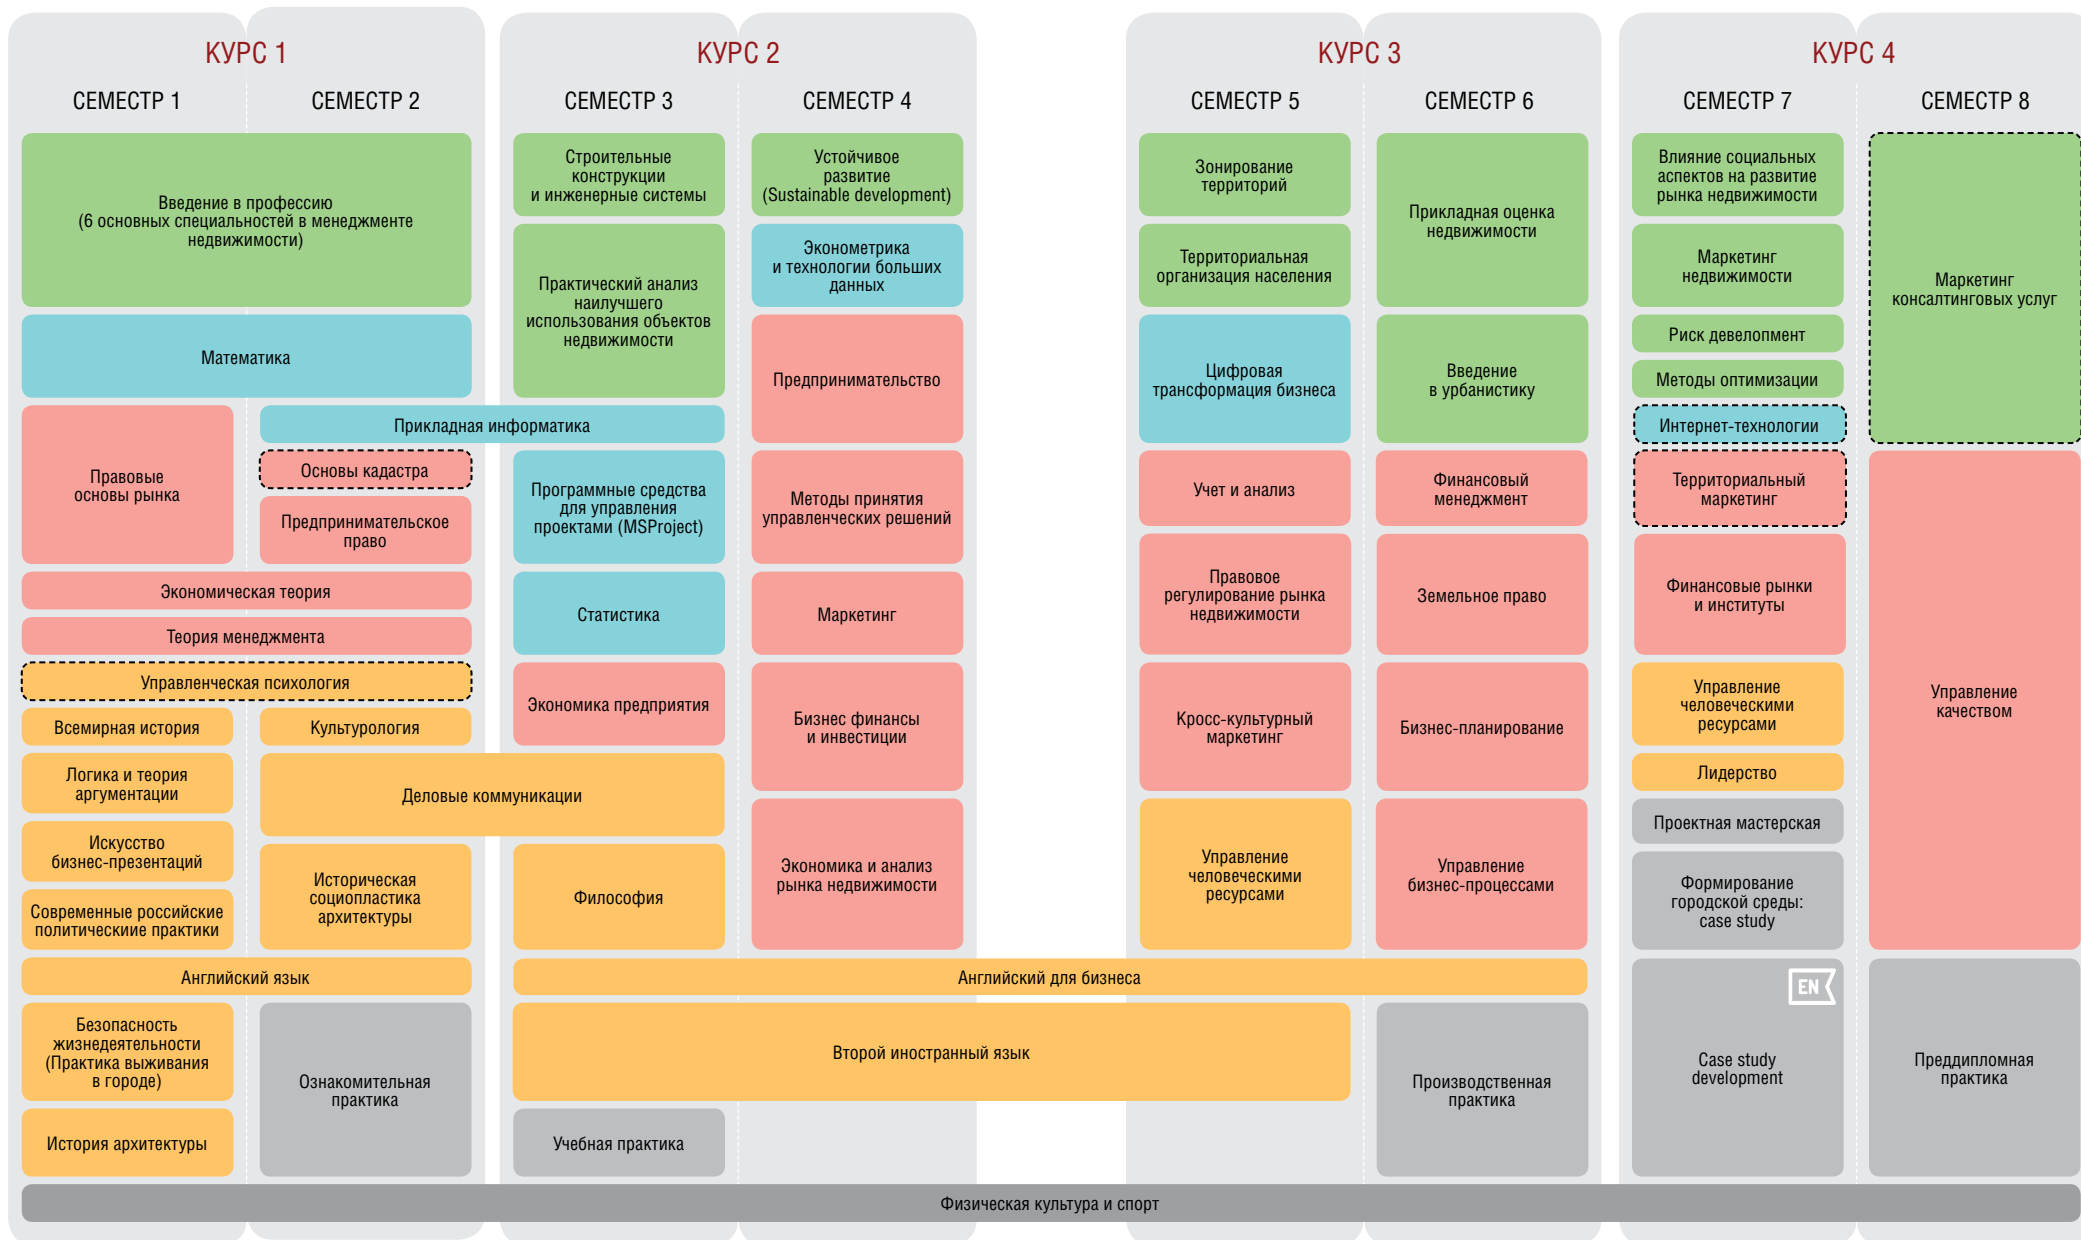 КУРС 1
КУРС 2
КУРС 3
КУРС 4
СЕМЕСТР 1
СЕМЕСТР 2
СЕМЕСТР 3
СЕМЕСТР 4
СЕМЕСТР 5
СЕМЕСТР 6
СЕМЕСТР 7
СЕМЕСТР 8
Введение в профессию
(6 основных специальностей в менеджменте
недвижимости)
Математика
Правовые
основы рынка
Прикладная информатика
Основы кадастра
Предпринимательское
право
Экономическая теория
Теория менеджмента
Управленческая психология
Всемирная история
Культурология
Логика и теория
аргументации
Деловые коммуникации
Искусство
бизнес-презентаций
Историческая
социопластика
архитектуры
Современные российские
политическиие практики
Английский язык
Безопасность
жизнедеятельности
(Практика выживания
в городе)
Ознакомительная
практика
История архитектуры
Строительные
конструкции
и инженерные системы
Практический анализ
наилучшего
использования объектов
недвижимости
Программные средства
для управления
проектами (MSProject)
Статистика
Экономика предприятия
Философия
Английский для бизнеса
Второй иностранный язык
Учебная практика
Устойчивое
развитие
(Sustainable development)
Эконометрика
и технологии больших
данных
Предпринимательство
Методы принятия
управленческих решений
Маркетинг
Бизнес финансы
и инвестиции
Экономика и анализ
рынка недвижимости
Зонирование
территорий
Территориальная
организация населения
Цифровая
трансформация бизнеса
Учет и анализ
Правовое
регулирование рынка
недвижимости
Кросс-культурный
маркетинг
Управление
человеческими
ресурсами
Прикладная оценка
недвижимости
Введение
в урбанистику
Финансовый
менеджмент
Земельное право
Бизнес-планирование
Управление
бизнес-процессами
Производственная
практика
Влияние социальных
аспектов на развитие
рынка недвижимости
Маркетинг
недвижимости
Риск девелопмент
Методы оптимизации
Интернет-технологии
Территориальный
маркетинг
Финансовые рынки
и институты
Управление
человеческими
ресурсами
Лидерство
Проектная мастерская
Формирование
городской среды:
case study
EN
Case study
development
Маркетинг
консалтинговых услуг
Управление
качеством
Преддипломная
практика
Физическая культура и спорт